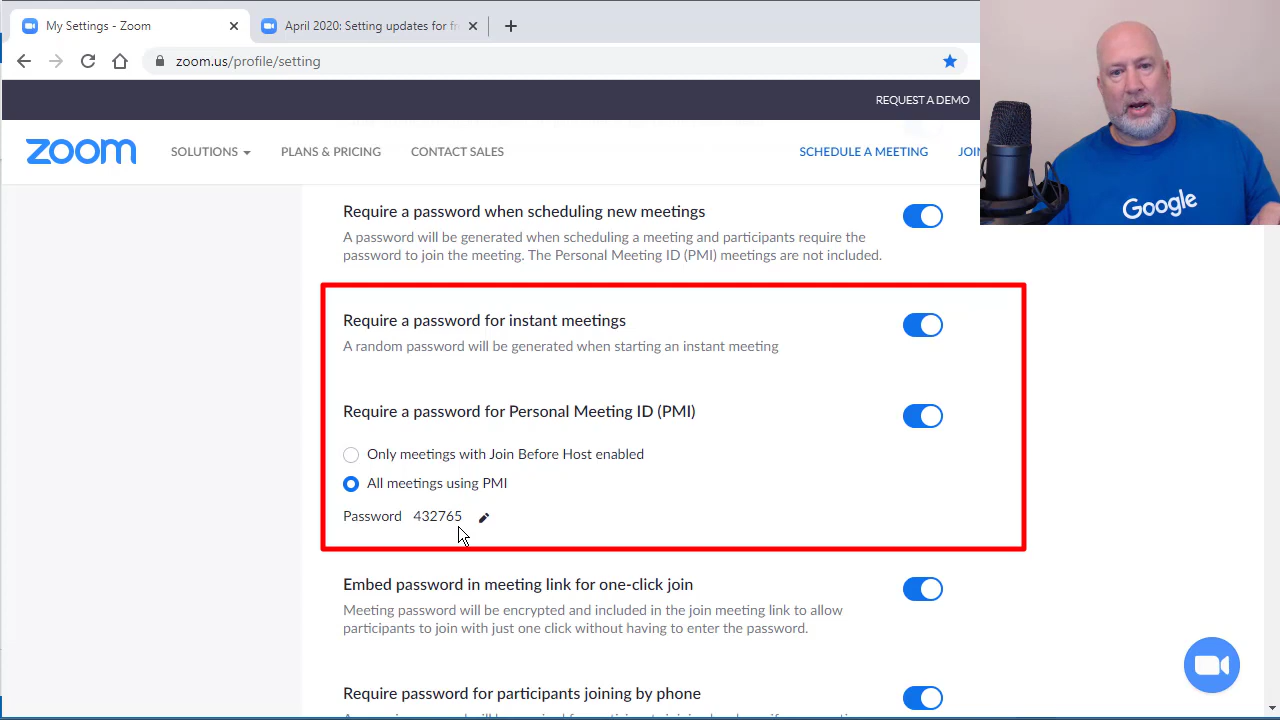 My Settings - Zoom
April 2020: Setting updates for fr
zoom.us/profile/setting
REQUEST A DEMO
zoom
SOLUTIONS
PLANS & PRICING
CONTACT SALES
SCHEDULE A MEETING
Google
Require a password when scheduling new meetings
A password will be generated when scheduling a meeting and participants require the
password to join the meeting. The Personal Meeting ID (PMI) meetings are not included.
Require a password for instant meetings
A random password will be generated when starting an instant meeting
Require a password for Personal Meeting ID (PMI)
Only meetings with Join Before Host enabled
All meetings using PMI
Password 432765
Embed password in meeting link for one-click join
Meeting password will be encrypted and included in the join meeting link to allow
participants to join with just one click without having to enter the password.
Require password for participants joining by phone